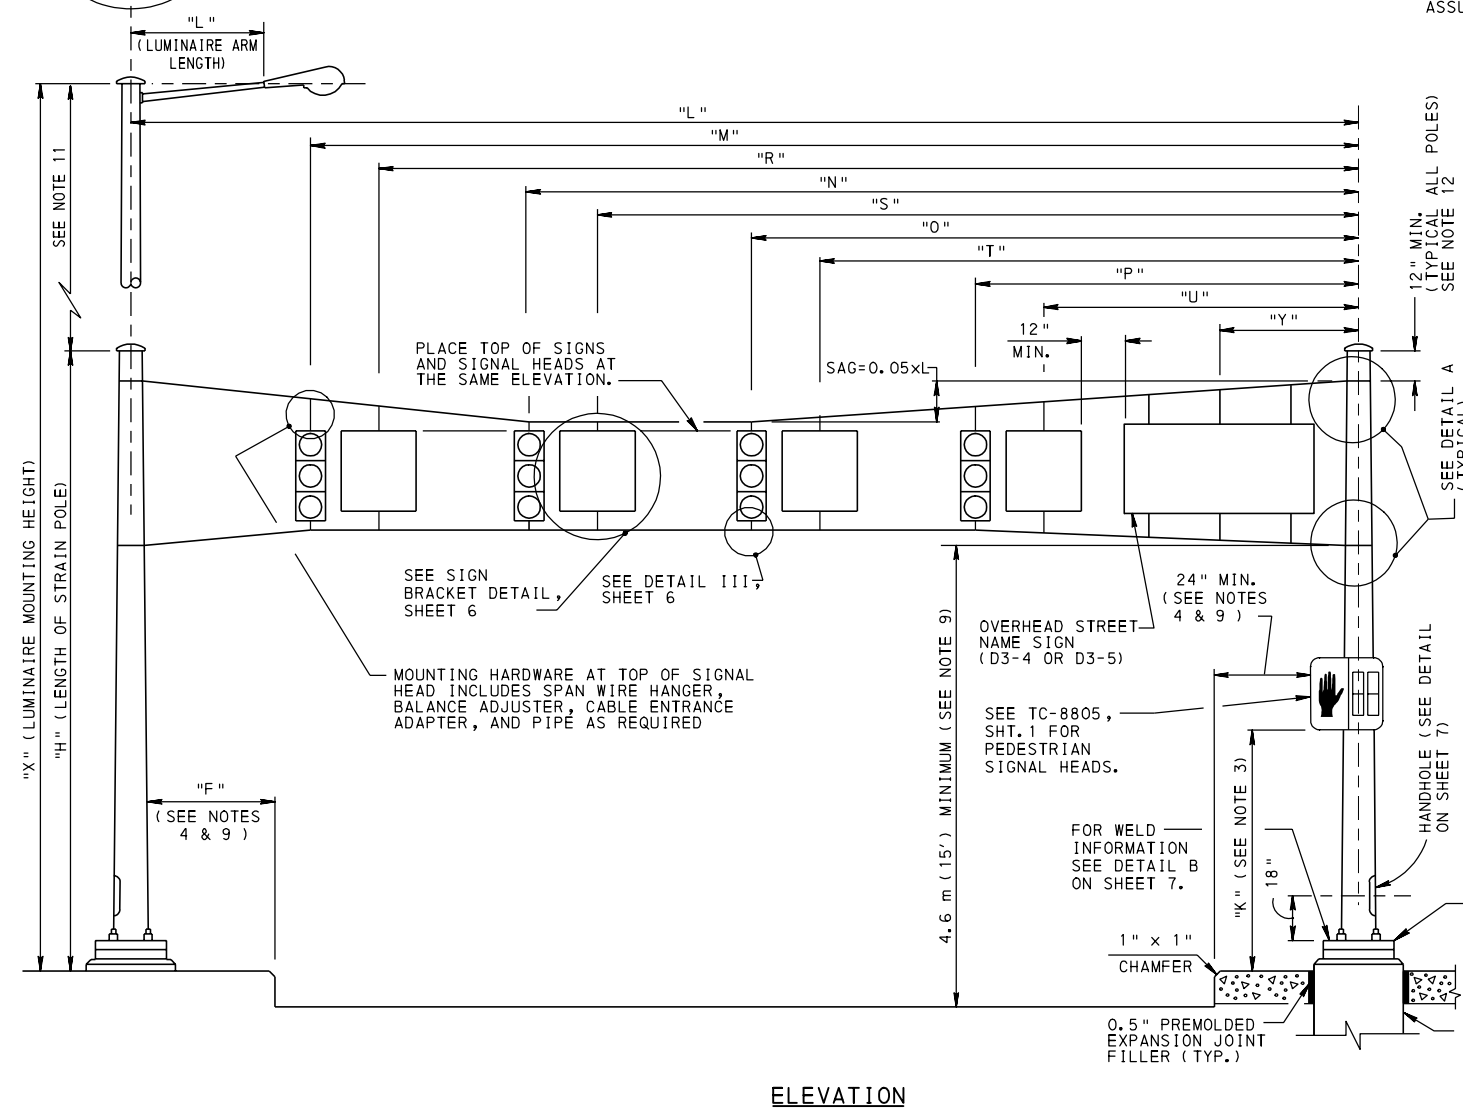 ASSU
"L"
(LUMINAIRE ARM
LENGTH)
"L"
"M"
"R"
"N"
"S"
"O"
"T"
"P"
"U"
"Y"
12" MIN.
(TYPICAL ALL POLES)
SEE NOTE 12
SEE NOTE 11
12"
MIN.
PLACE TOP OF SIGNS
AND SIGNAL HEADS AT
THE SAME ELEVATION.
SAG=0.05xL
SEE DETAIL A
(TYPICAL)
"X" (LUMINAIRE MOUNTING HEIGHT)
"H" (LENGTH OF STRAIN POLE)
SEE SIGN
BRACKET DETAIL,
SHEET 6
SEE DETAIL III,
SHEET 6
24" MIN.
(SEE NOTES
4 & 9 )
OVERHEAD STREET
NAME SIGN
(D3-4 OR D3-5)
MOUNTING HARDWARE AT TOP OF SIGNAL
HEAD INCLUDES SPAN WIRE HANGER,
BALANCE ADJUSTER, CABLE ENTRANCE
ADAPTER, AND PIPE AS REQUIRED
4.6 m (15') MINIMUM (SEE NOTE 9)
SEE TC-8805,
SHT.1 FOR
PEDESTRIAN
SIGNAL HEADS.
HANDHOLE (SEE DETAIL
ON SHEET 7)
"F"
(SEE NOTES
4 & 9 )
"K" (SEE NOTE 3)
FOR WELD
INFORMATION
SEE DETAIL B
ON SHEET 7.
18"
1" x 1"
CHAMFER
0.5" PREMOLDED
EXPANSION JOINT
FILLER (TYP.)
ELEVATION